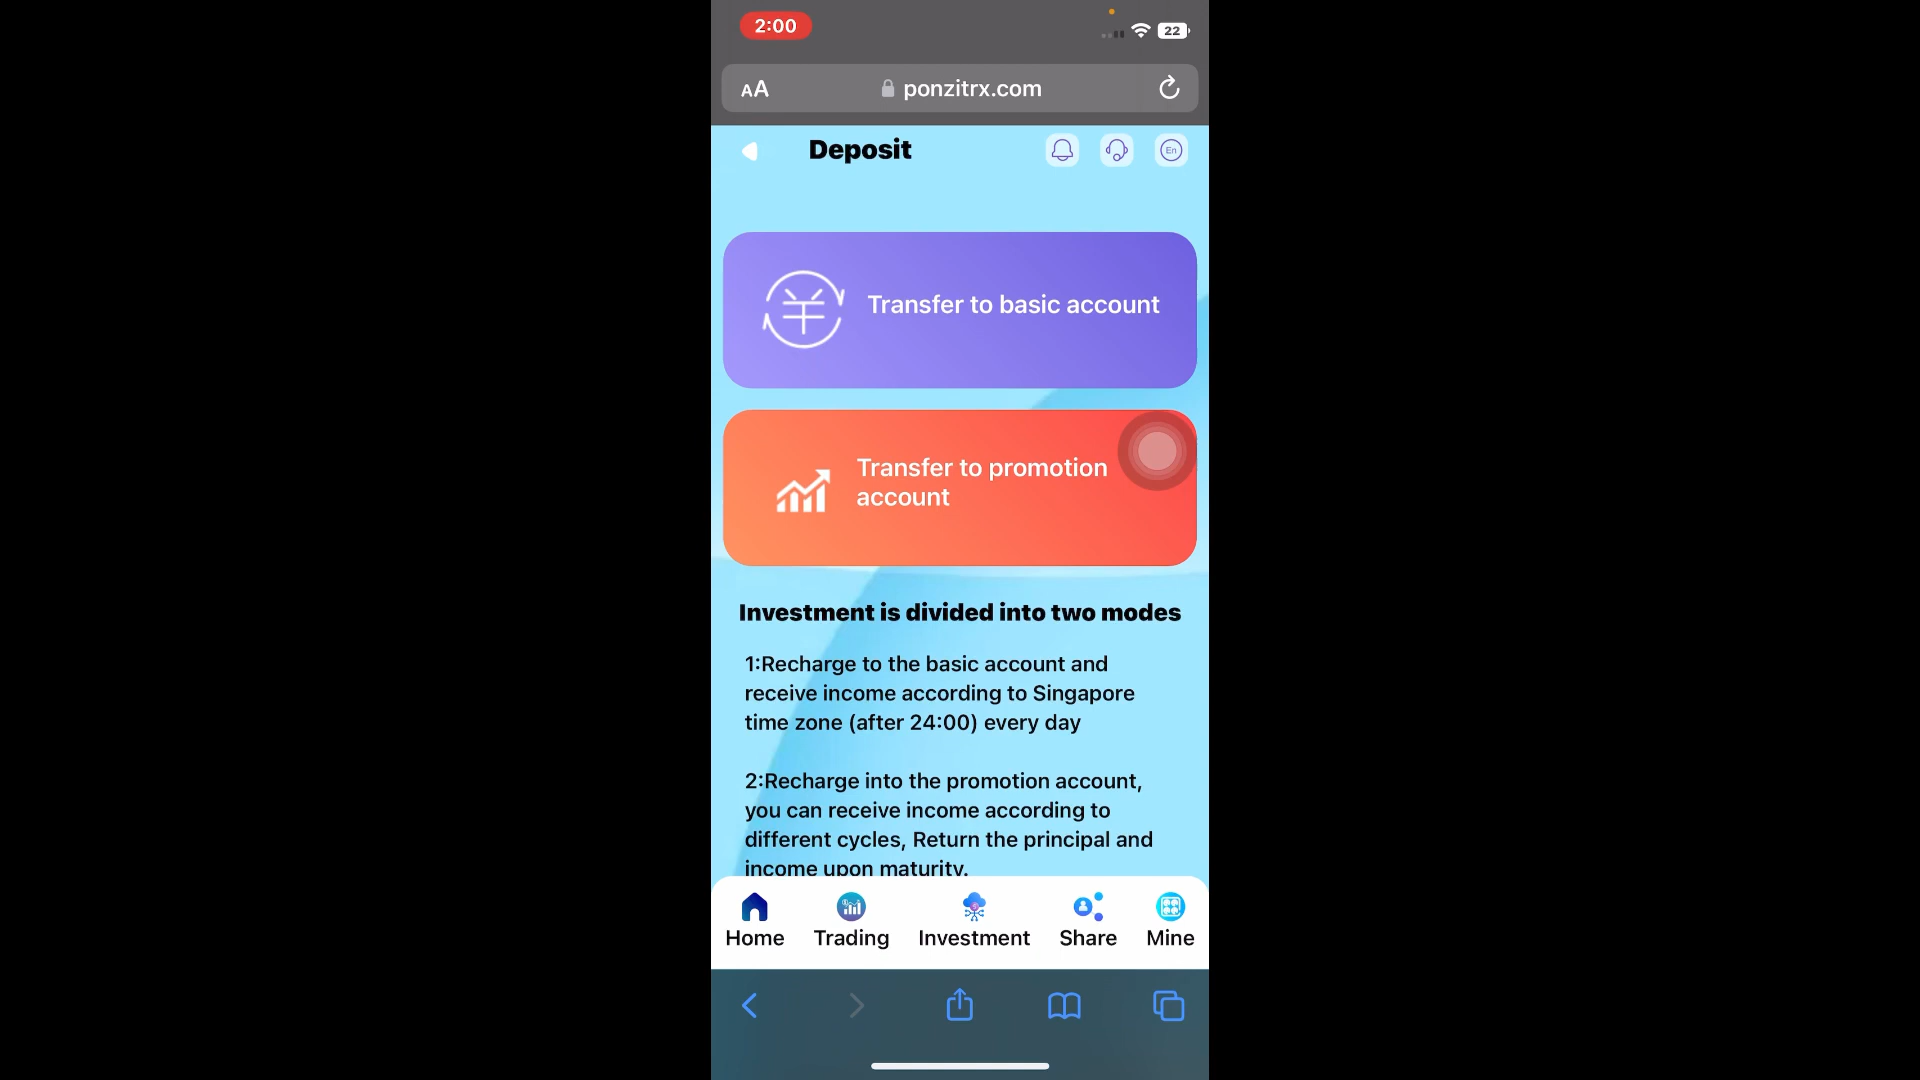 2:00
22
AA
ponzitrx.com
Deposit
En
Transfer to basic account
Transfer to promotion
account
Investment is divided into two modes
1:Recharge to the basic account and
receive income according to Singapore
time zone (after 24:00) every day
2:Recharge into the promotion account,
you can receive income according to
different cycles, Return the principal and
income upon maturity.
Home
Trading
Investment
Share
Mine